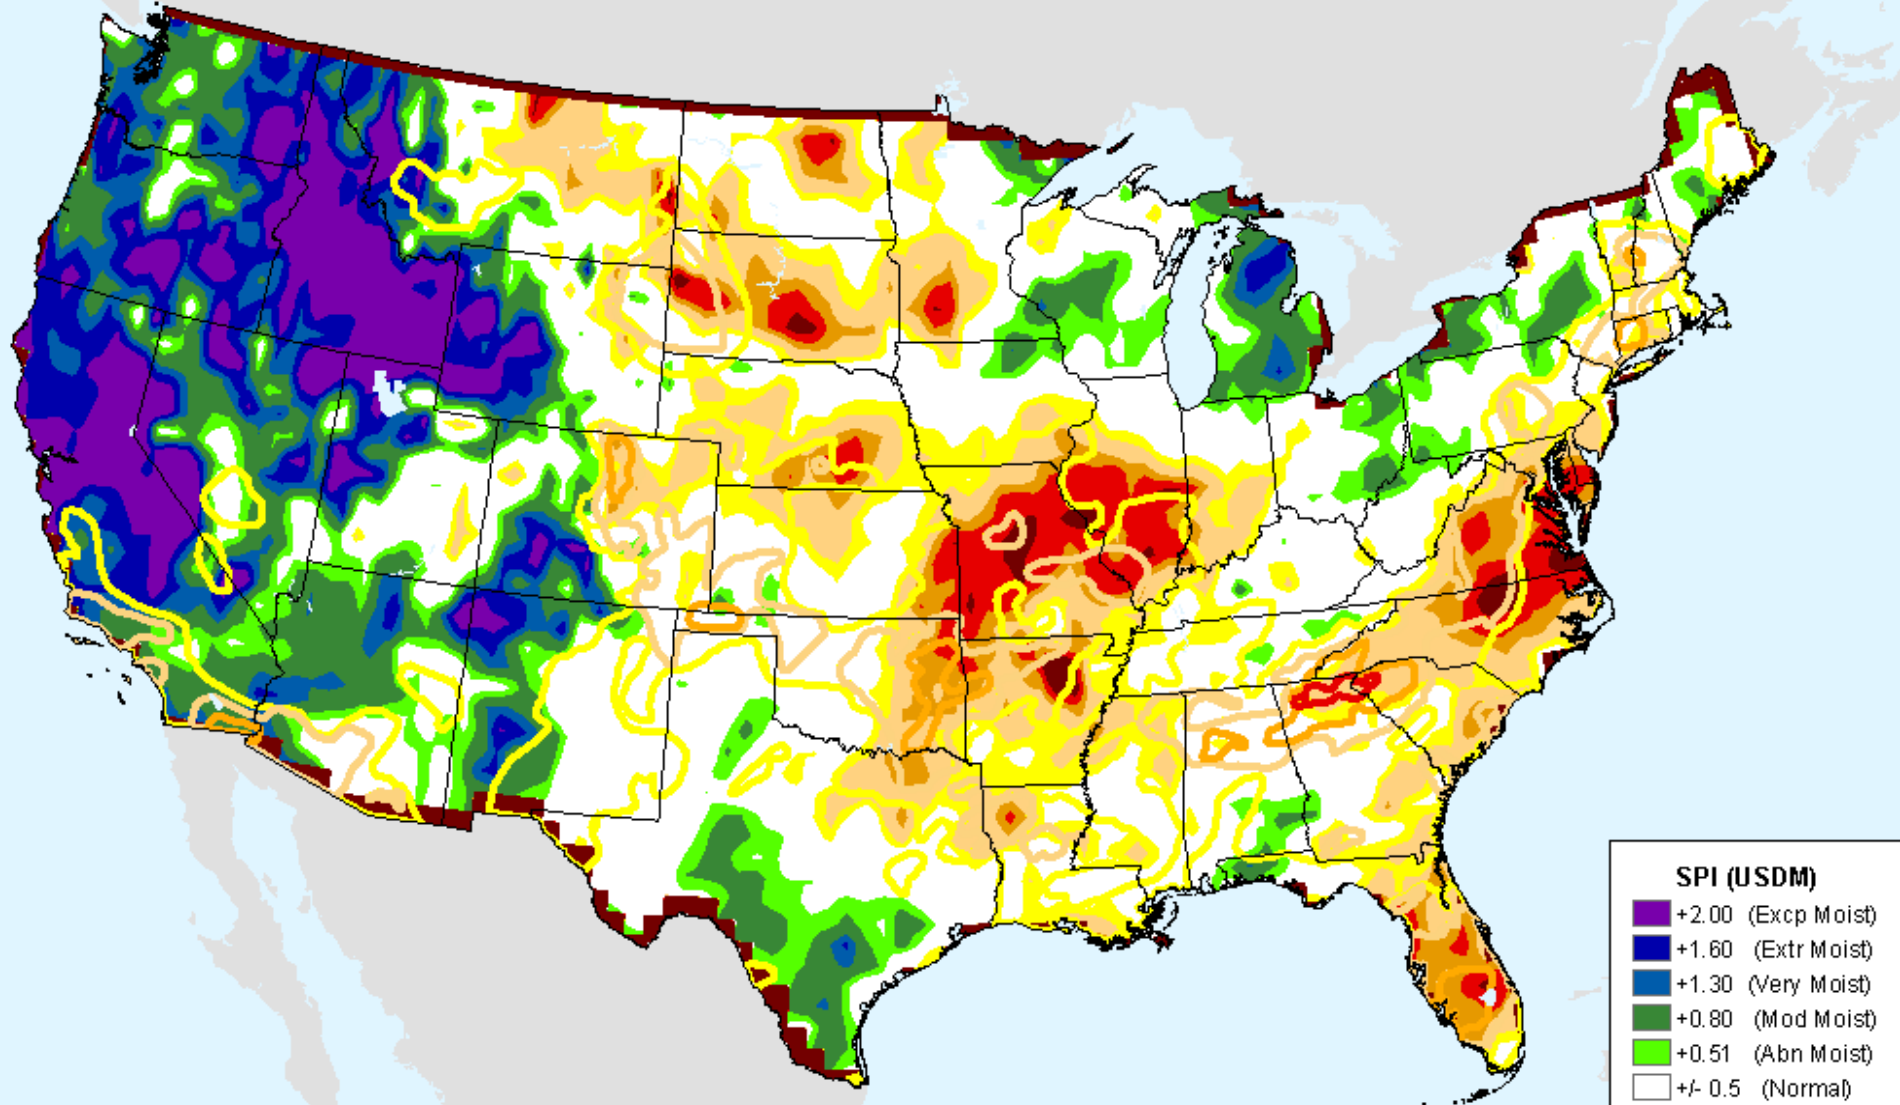 SPI (USDM)
+2.00 (Excp Moist)
+1.60 (Extr Moist)
+1.30 (Very Moist)
+0.80 (Mod Moist)
+0.51 (Abn Moist)
+/- 0.5 (Normal)